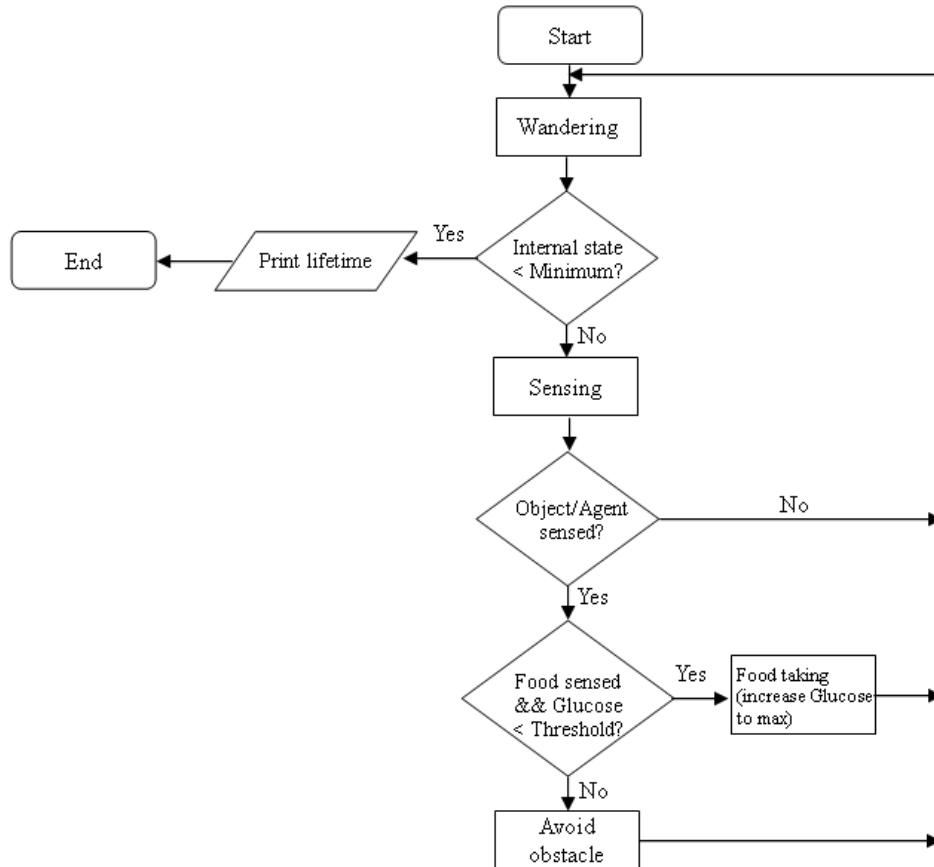 Start
Wandering
Internal state
< Minimum?
Yes
Print lifetime
End
No
Sensing
Object/Agent
sensed?
No
Yes
Food sensed
&& Glucose
< Threshold?
Yes
Food taking
(increase Glucose
to max)
No
Avoid
obstacle